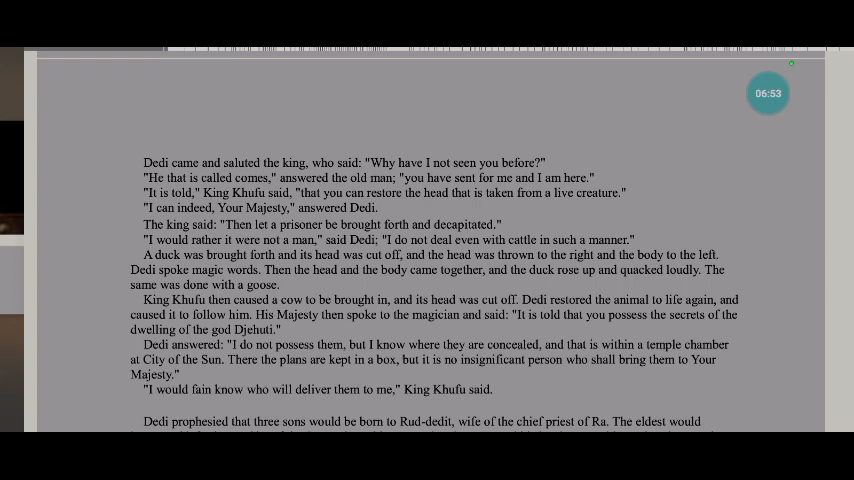 06:53
Dedi came and saluted the king, who said: "Why have I not seen you before?"
"He that is called comes," answered the old man; "you have sent for me and I am here."
"It is told," King Khufu said, "that you can restore the head that is taken from a live creature."
"I can indeed, Your Majesty," answered Dedi.
The king said: "Then let a prisoner be brought forth and decapitated."
"I would rather it were not a man," said Dedi; "I do not deal even with cattle in such a manner."
A duck was brought forth and its head was cut off, and the head was thrown to the right and the body to the left.
Dedi spoke magic words. Then the head and the body came together, and the duck rose up and quacked loudly. The
same was done with a goose.
King Khufu then caused a cow to be brought in, and its head was cut off. Dedi restored the animal to life again, and
caused it to follow him. His Majesty then spoke to the magician and said: "It is told that you possess the secrets of the
dwelling of the god Djehuti."
Dedi answered: "I do not possess them, but I know where they are concealed, and that is within a temple chamber
at City of the Sun. There the plans are kept in a box, but it is no insignificant person who shall bring them to Your
Majesty."
"I would fain know who will deliver them to me," King Khufu said.
Dedi prophesied that three sons would be born to Rud-dedit, wife of the chief priest of Ra. The eldest would